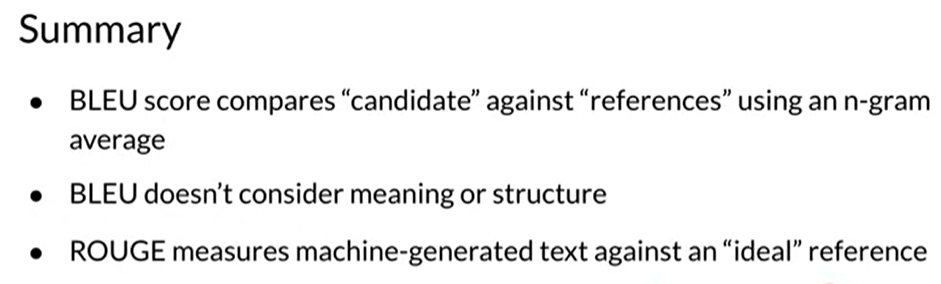 Summary
● BLEU score compares “candidate” against “references” using an n-gram
average
● BLEU doesn’t consider meaning or structure
● ROUGE measures machine-generated text against an “ideal” reference